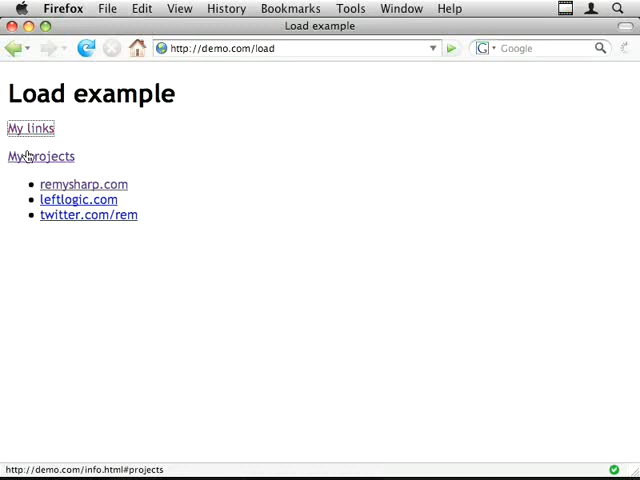 Firefox File Edit View History Bookmarks Tools Window Help
Load example
http://demo.com/load
G Google
Load example
My links
My projects
remysharp.com
leftlogic.com
twitter.com/rem
http://demo.com/info.html#projects